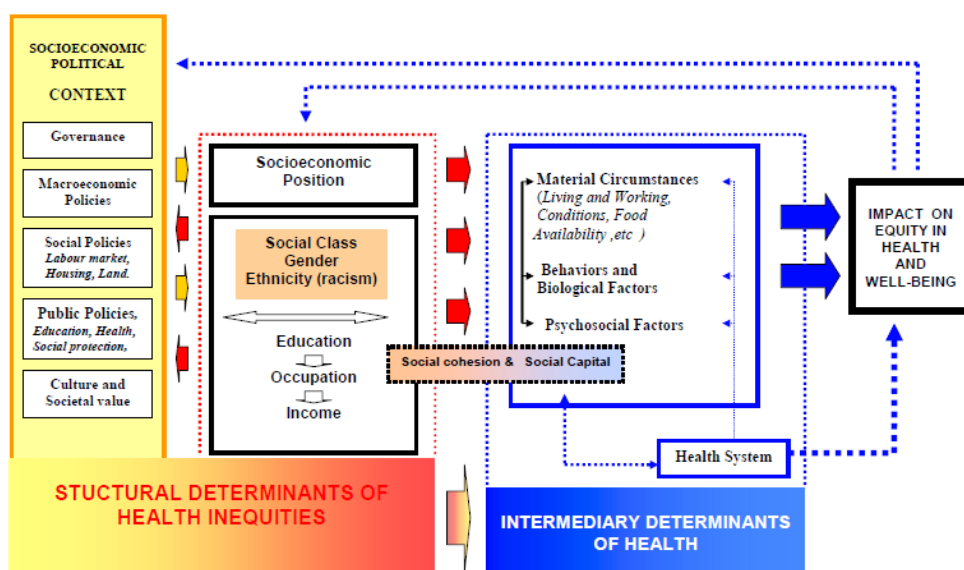 SOCIOECONOMIC
POLITICAL
CONTEXT
Governance
Macroeconomic
Policies
Social Policies
Labour market,
Housing, Land.
Public Policies,
Education, Health,
Social protection,
Culture and
Societal value
Socioeconomic
Position
Social Class
Gender
Ethnicity (racism)
Education
Occupation
Income
Social cohesion & Social Capital
Material Circumstances
(Living and Working,
Conditions, Food
Availability ,etc )
Behaviors and
Biological Factors
Psychosocial Factors
Health System
IMPACT ON
EQUITY IN
HEALTH
AND
WELL-BEING
STUCTURAL DETERMINANTS OF
HEALTH INEQUITIES
INTERMEDIARY DETERMINANTS
OF HEALTH